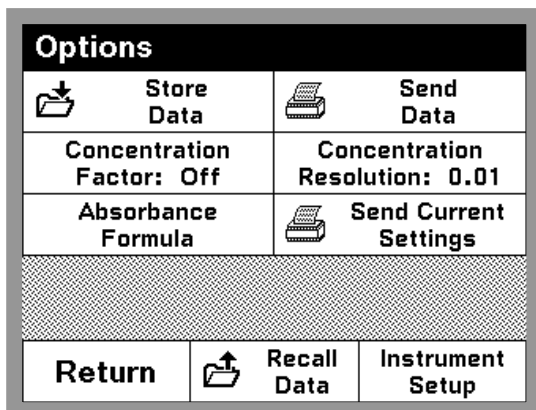 Options
Store
Data
Send
Data
Concentration
Factor: Off
Concentration
Resolution: 0.01
Absorbance
Formula
Send Current
Settings
Return
Recall
Data
Instrument
Setup